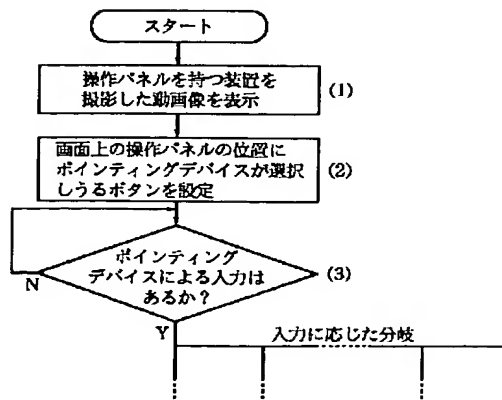 スタート
操作パネルを持つ装置を
撮影した動画像を表示
(1)
画面上の操作パネルの位置に
ポインティングデバイスが選択
しうるボタンを設定
(2)
ポインティング
デバイスによる入力は
あるか？
(3)
N
Y
入力に応じた分岐